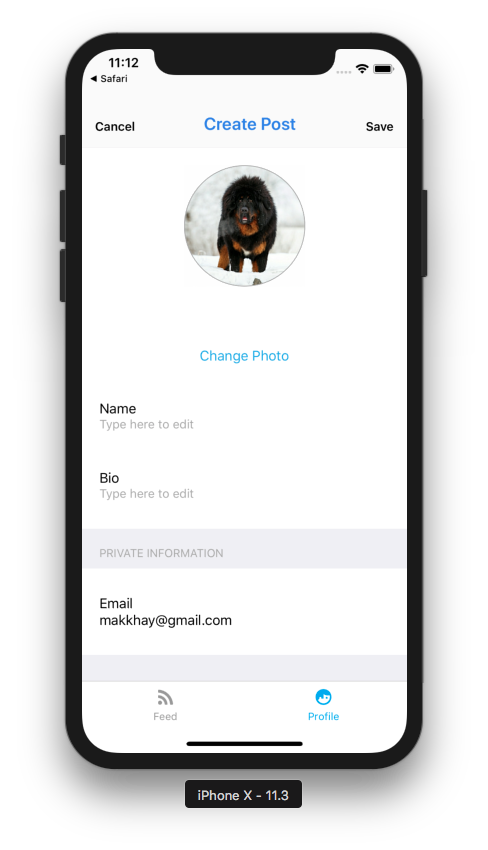 11:12
◀ Safari
Cancel
Create Post
Save
Change Photo
Name
Type here to edit
Bio
Type here to edit
PRIVATE INFORMATION
Email
makkhay@gmail.com
Feed
Profile
iPhone X - 11.3